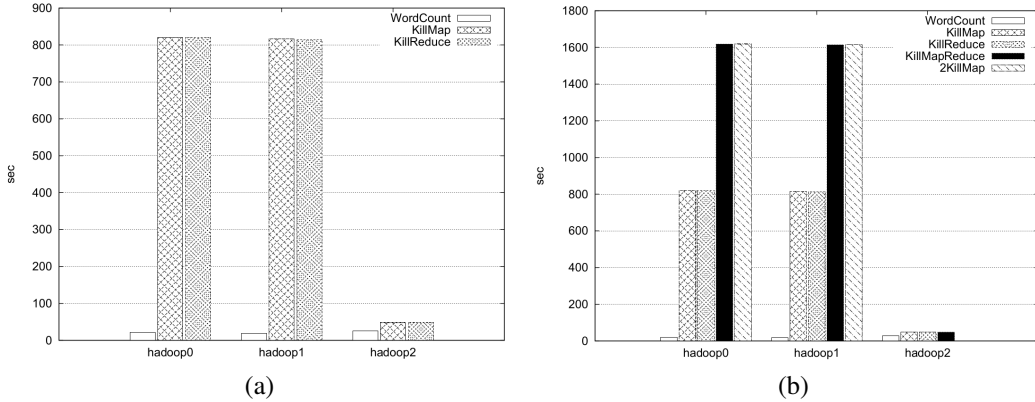 900
800
700
600
500
400
300
200
100
0
sec
WordCount
KillMap
KillReduce
hadoop0 hadoop1 hadoop2
(a)
1800
1600
1400
1200
1000
800
600
400
200
0
sec
WordCount
KillMap
KillReduce
KillMapReduce
2KillMap
hadoop0 hadoop1 hadoop2
(b)